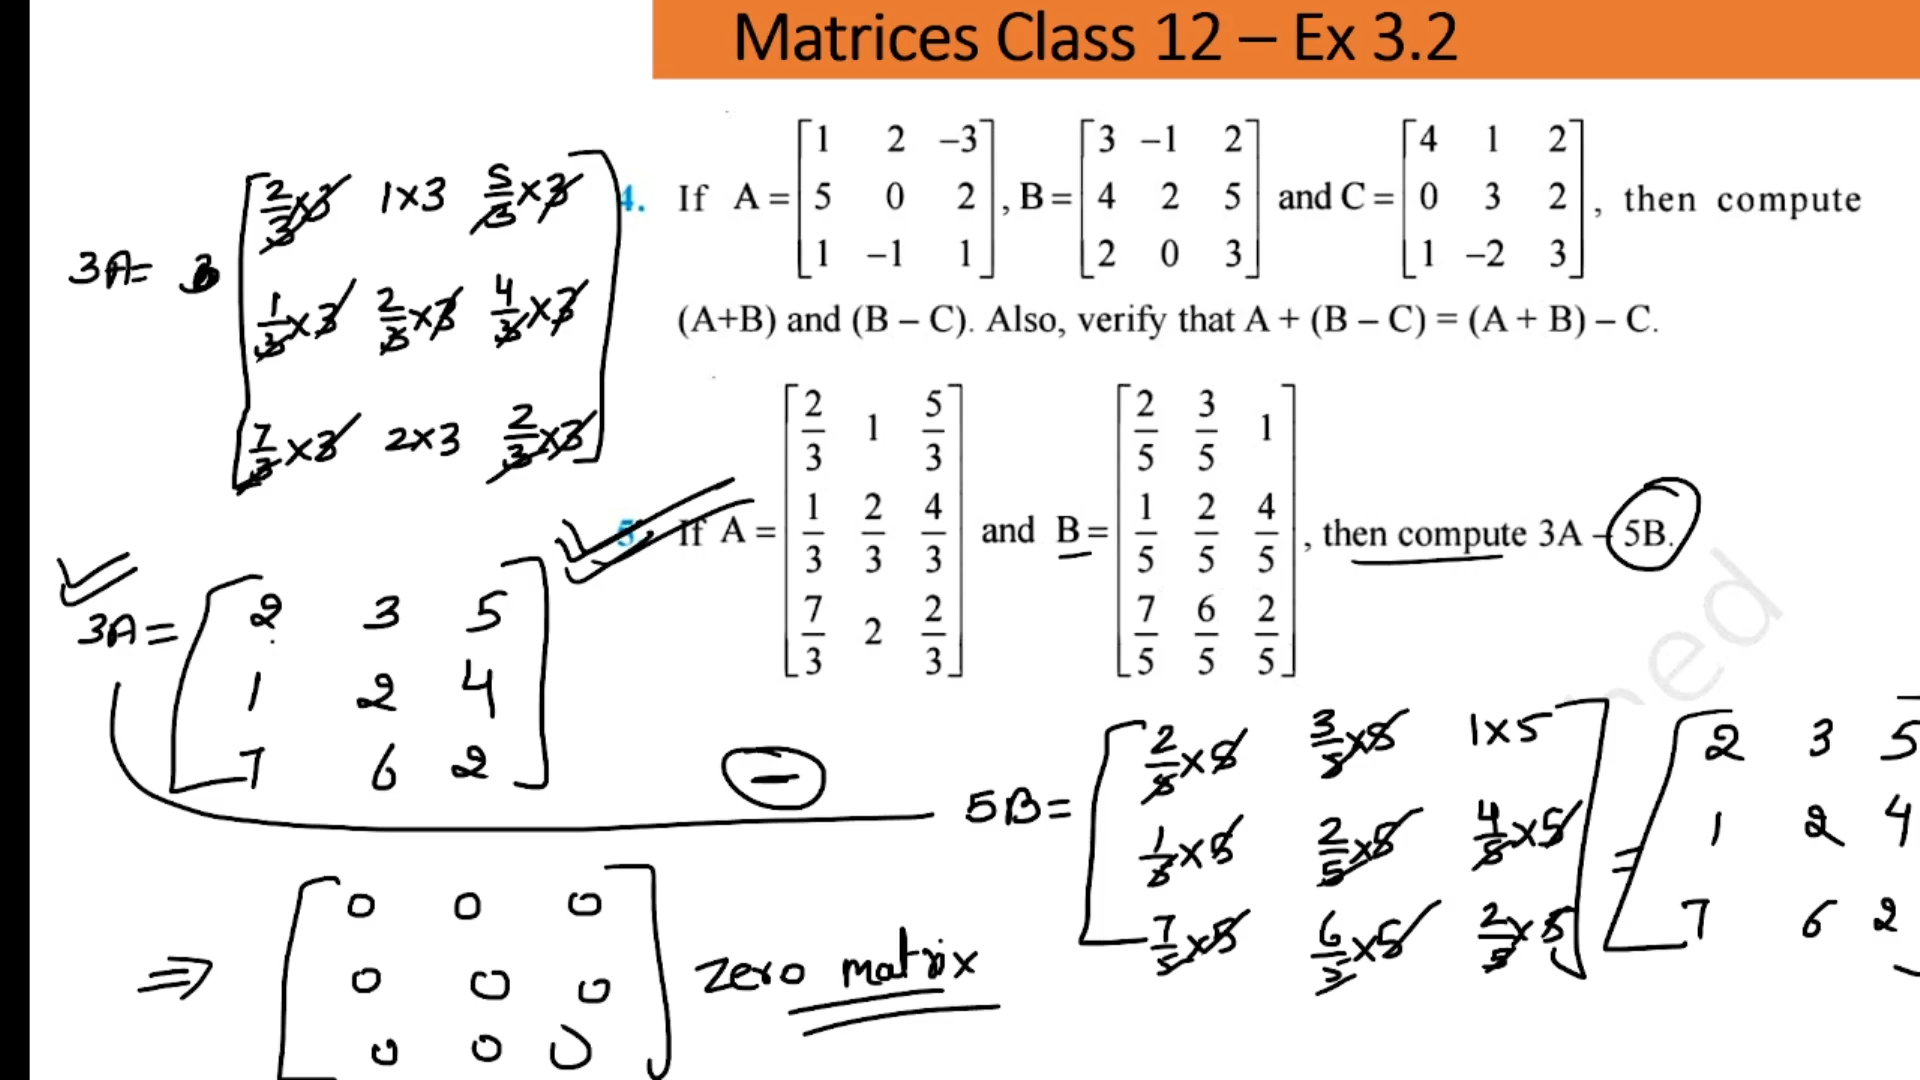 Matrices Class 12 – Ex 3.2
4. If A = [1 2 –3
5 0 2
1 –1 1], B = [3 –1 2
4 2 5
2 0 3] and C = [4 1 2
0 3 2
1 –2 3], then compute
(A+B) and (B – C). Also, verify that A + (B – C) = (A + B) – C.
5. If A = [2/3 1 5/3
1/3 2/3 4/3
7/3 2 2/3] and B = [2/5 3/5 1
1/5 2/5 4/5
7/5 6/5 2/5], then compute 3A – 5B.
3A = [2/3×3 1×3 5/3×3
1/3×3 2/3×3 4/3×3
7/3×3 2×3 2/3×3]
3A = [2 3 5
1 2 4
7 6 2]
–
5B = [2/5×5 3/5×5 1×5
1/5×5 2/5×5 4/5×5
7/5×5 6/5×5 2/5×5] = [2 3 5
1 2 4
7 6 2
⇒ [0 0 0
0 0 0
0 0 0] zero matrix